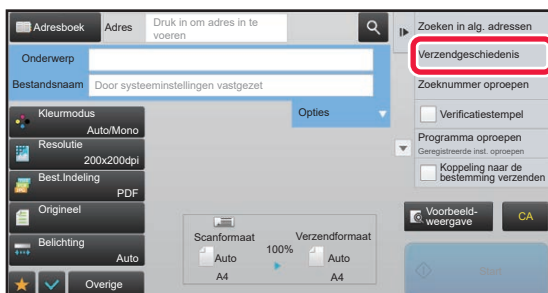 Adresboek
Adres
Druk in om adres in te
voeren
Onderwerp
Bestandsnaam
Door systeeminstellingen vastgezet
Opties
Kleurmodus
Auto/Mono
Resolutie
200x200dpi
Best.Indeling
PDF
Origineel
Belichting
Auto
Overige
Scanformaat
Auto
A4
100%
Verzendformaat
Auto
A4
Zoeken in alg. adressen
Verzendgeschiedenis
Zoeknummer oproepen
Verificatiestempel
Programma oproepen
Geregistreerde inst. oproepen
Koppeling naar de
bestemming verzenden
Voorbeeld-
weergave
CA
Start